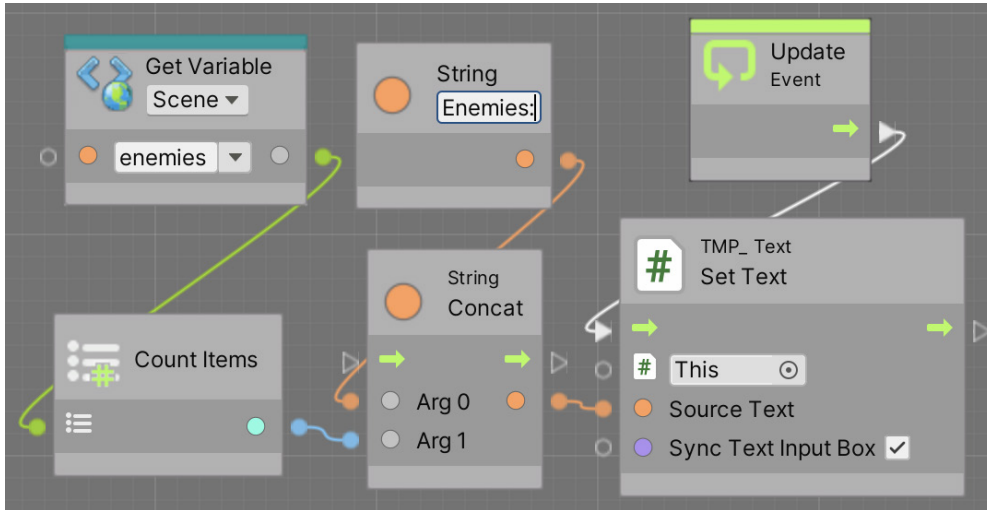 Get Variable
Scene
enemies
String
Enemies:
Update
Event
Count Items
String
Concat
Arg 0
Arg 1
TMP_ Text
Set Text
This
Source Text
Sync Text Input Box